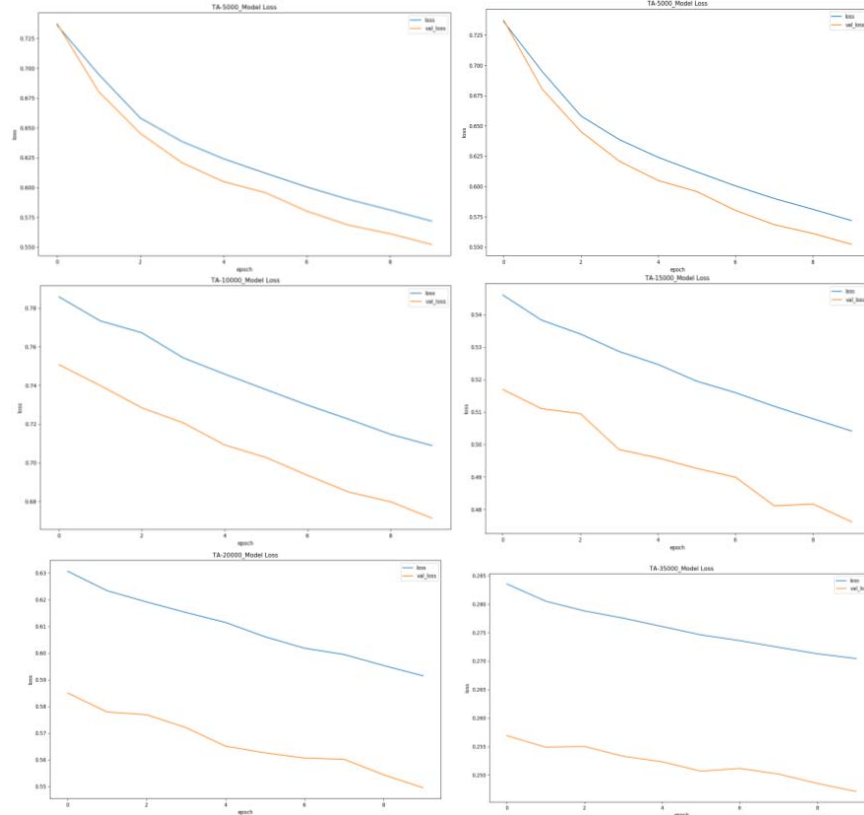 TA-5000_Model Loss
loss
val_loss
0.725
0.700
0.675
0.650
0.625
0.600
0.575
0.550
loss
0 2 4 6 8
epoch
TA-5000_Model Loss
loss
val_loss
0.725
0.700
0.675
0.650
0.625
0.600
0.575
0.550
loss
0 2 4 6 8
epoch
TA-10000_Model Loss
loss
val_loss
0.78
0.76
0.74
0.72
0.70
0.68
loss
0 2 4 6 8
epoch
TA-15000_Model Loss
loss
val_loss
0.54
0.53
0.52
0.51
0.50
0.49
0.48
loss
0 2 4 6 8
epoch
TA-20000_Model Loss
loss
val_loss
0.63
0.62
0.61
0.60
0.59
0.58
0.57
0.56
0.55
loss
0 2 4 6 8
epoch
TA-35000_Model Loss
loss
val_lo
0.285
0.280
0.275
0.270
0.265
0.260
0.255
0.250
loss
0 2 4 6 8
epoch